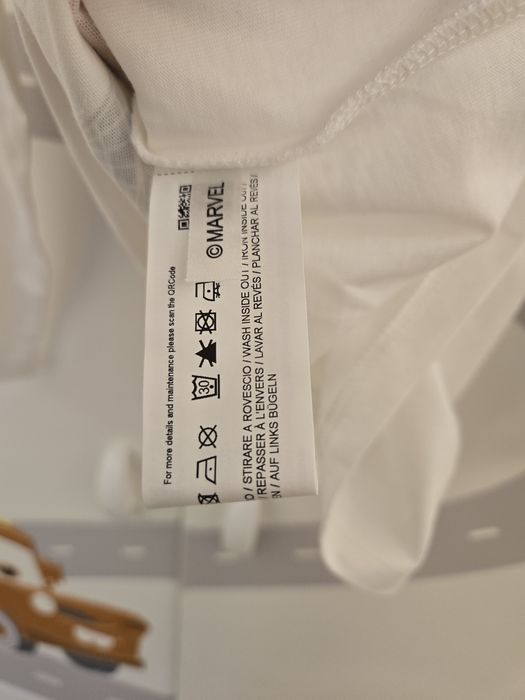 For more details and maintenance please scan the QRCode
©MARVEL
30
O / STIRARE A ROVESCIO / WASH INSIDE OUT / IRON INSIDE OUT /
REPASSER À L'ENVERS / LAVAR AL REVÉS / PLANCHAR AL REVÉS /
N / AUF LINKS BÜGELN